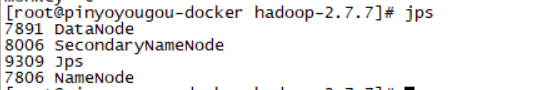 [root@pinyoyougou-docker hadoop-2.7.7]# jps
7891 DataNode
8006 SecondaryNameNode
9309 Jps
7806 NameNode